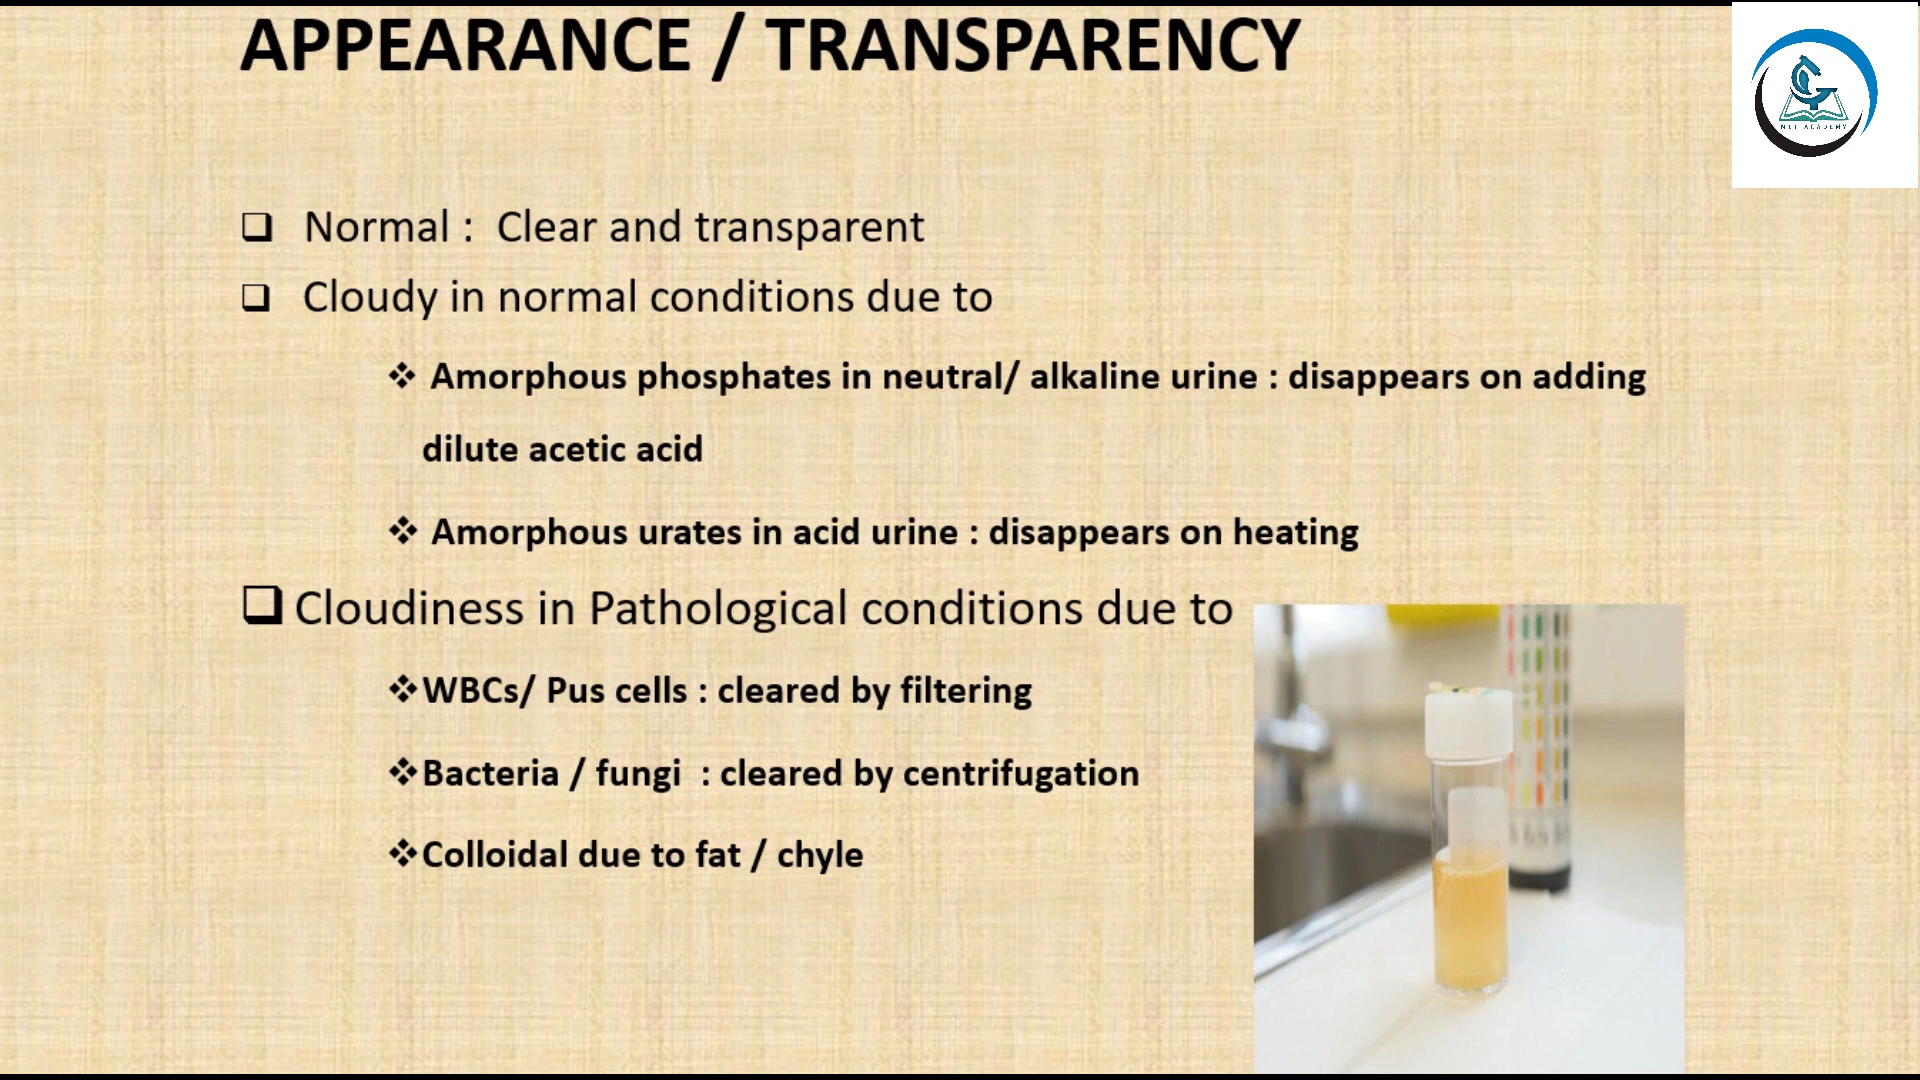 APPEARANCE / TRANSPARENCY
MLT ACADEMY
Normal : Clear and transparent
Cloudy in normal conditions due to
Amorphous phosphates in neutral/ alkaline urine : disappears on adding
dilute acetic acid
Amorphous urates in acid urine : disappears on heating
Cloudiness in Pathological conditions due to
WBCs/ Pus cells : cleared by filtering
Bacteria / fungi : cleared by centrifugation
Colloidal due to fat / chyle